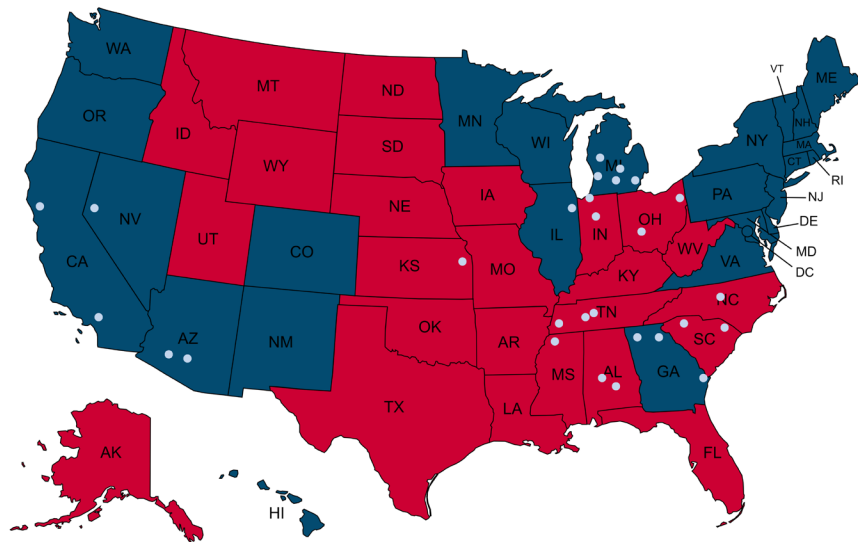 WA
OR
CA
NV
ID
MT
WY
UT
CO
AZ
NM
ND
SD
NE
KS
OK
TX
MN
IA
MO
AR
LA
WI
IL
MI
IN
OH
KY
TN
MS
AL
GA
FL
SC
NC
WV
VA
PA
NY
VT
NH
ME
MA
CT
RI
NJ
DE
MD
DC
AK
HI